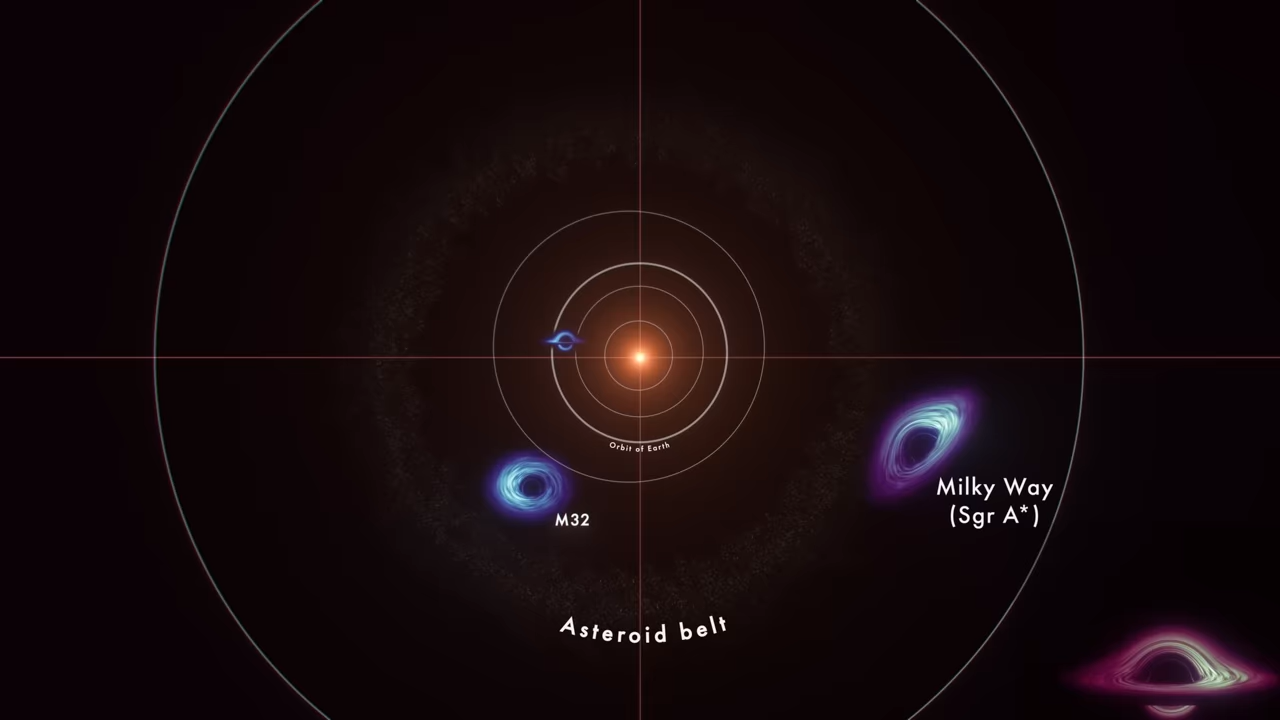 Orbit of Earth
Milky Way
(Sgr A*)
M32
Asteroid belt